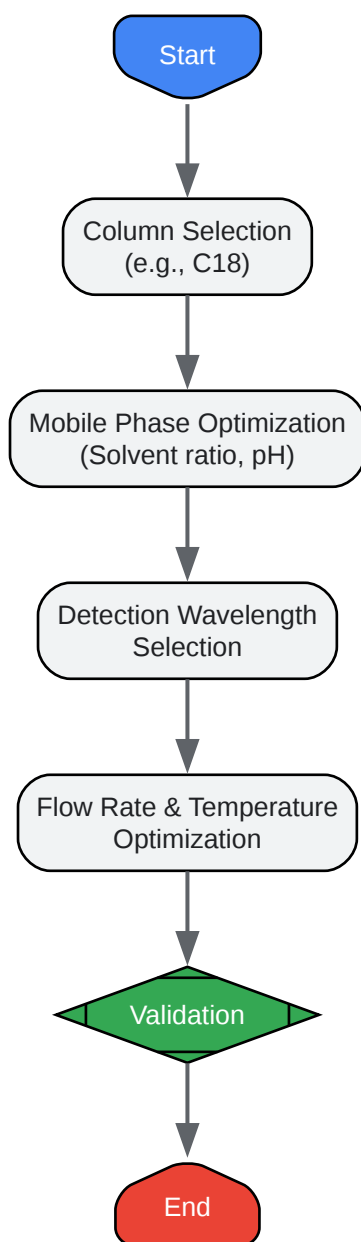 Start
Column Selection
(e.g., C18)
Mobile Phase Optimization
(Solvent ratio, pH)
Detection Wavelength
Selection
Flow Rate & Temperature
Optimization
Validation
End